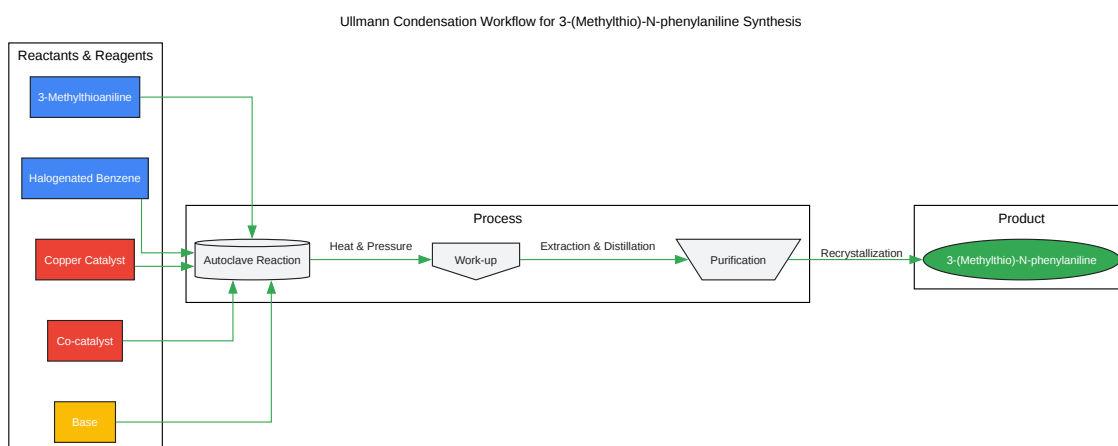 Ullmann Condensation Workflow for 3-(Methylthio)-N-phenylaniline Synthesis
Reactants & Reagents
3-Methylthioaniline
Halogenated Benzene
Copper Catalyst
Co-catalyst
Base
Process
Autoclave Reaction
Heat & Pressure
Work-up
Extraction & Distillation
Purification
Recrystallization
Product
3-(Methylthio)-N-phenylaniline